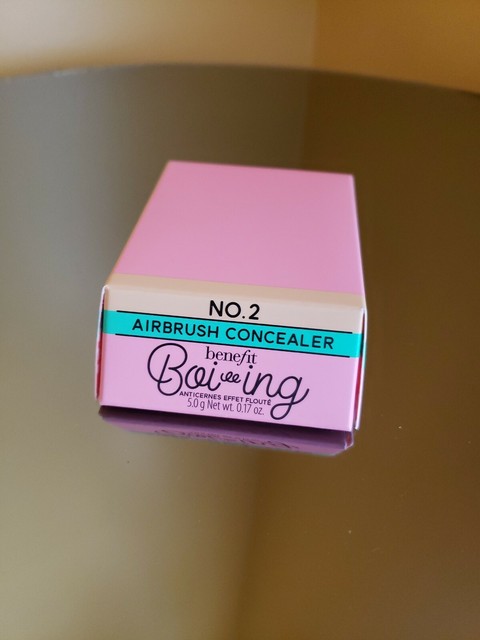 NO.2
AIRBRUSH CONCEALER
benefit
Boi-ing
ANTICERNES EFFET FLOUTÉ
5.0 g Net wt. 0.17 oz.